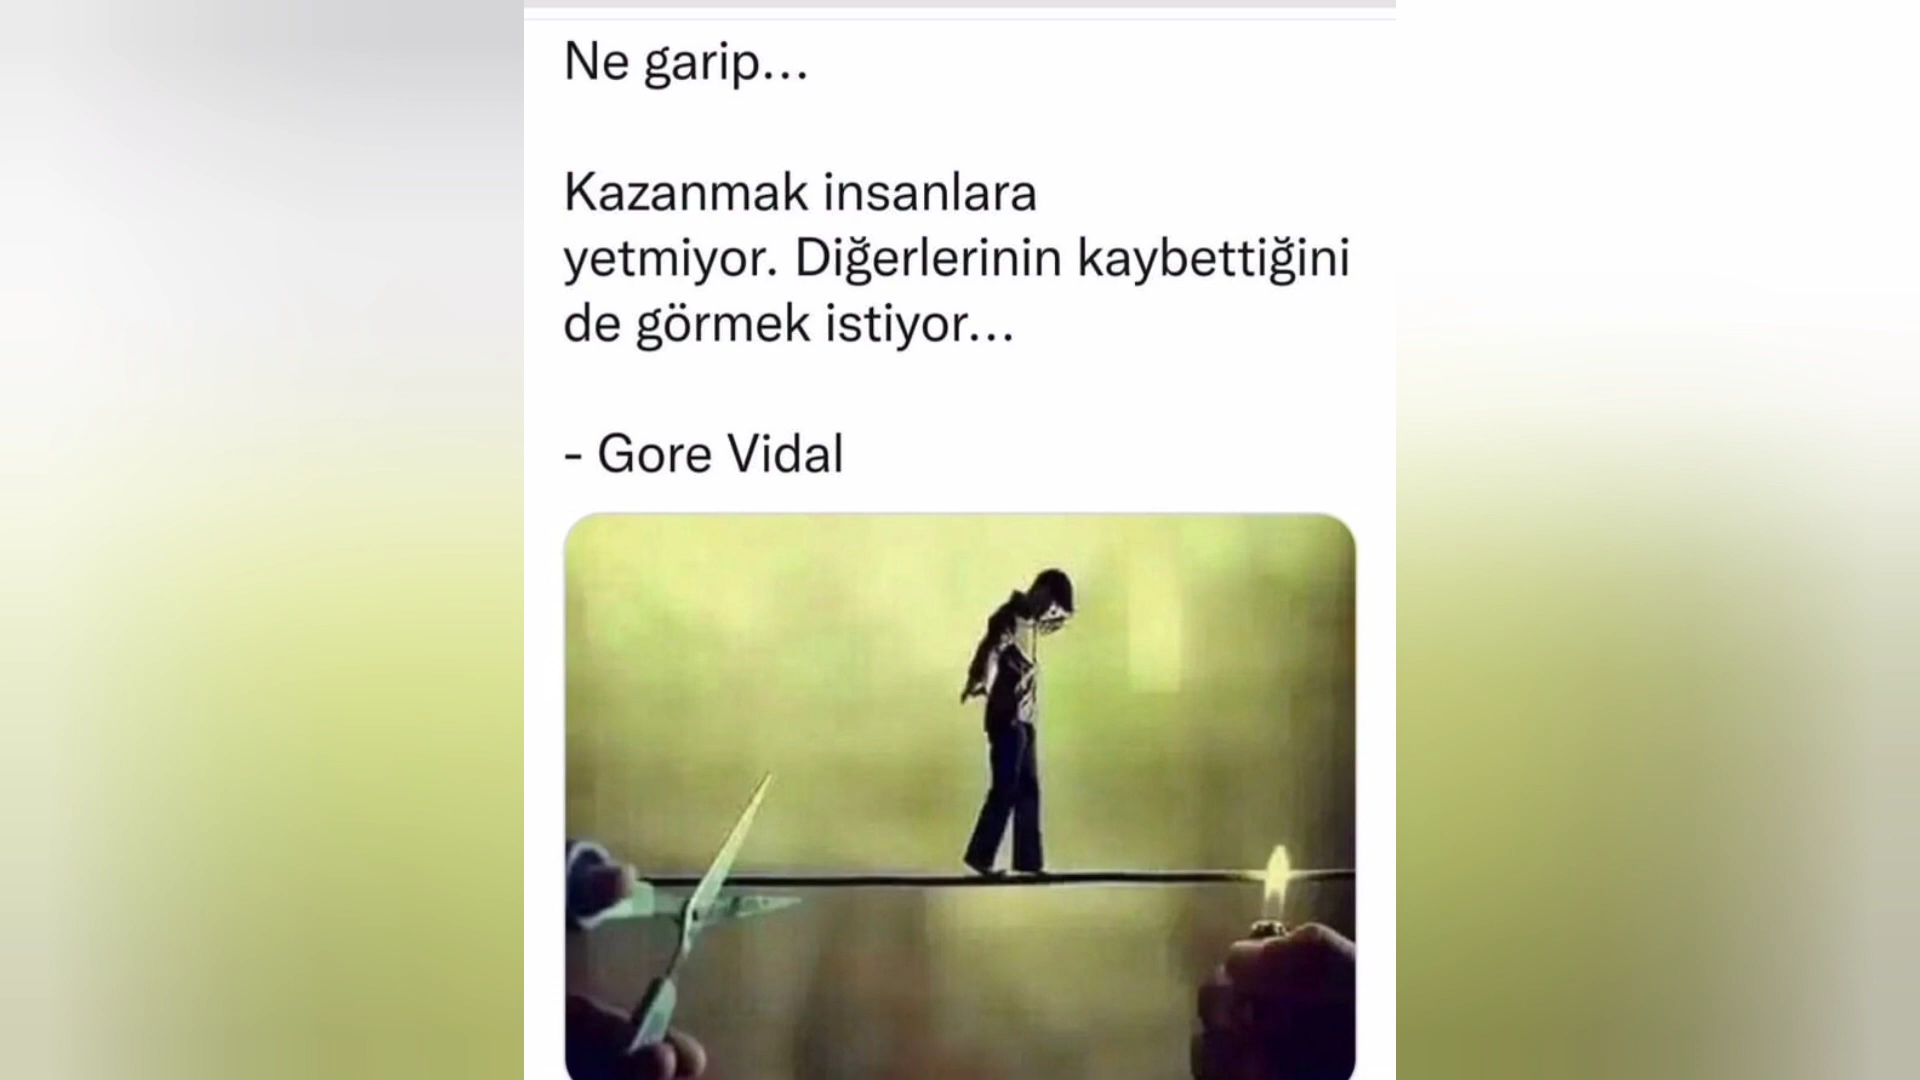 Ne garip...
Kazanmak insanlara
yetmiyor. Diğerlerinin kaybettiğini
de görmek istiyor...
- Gore Vidal